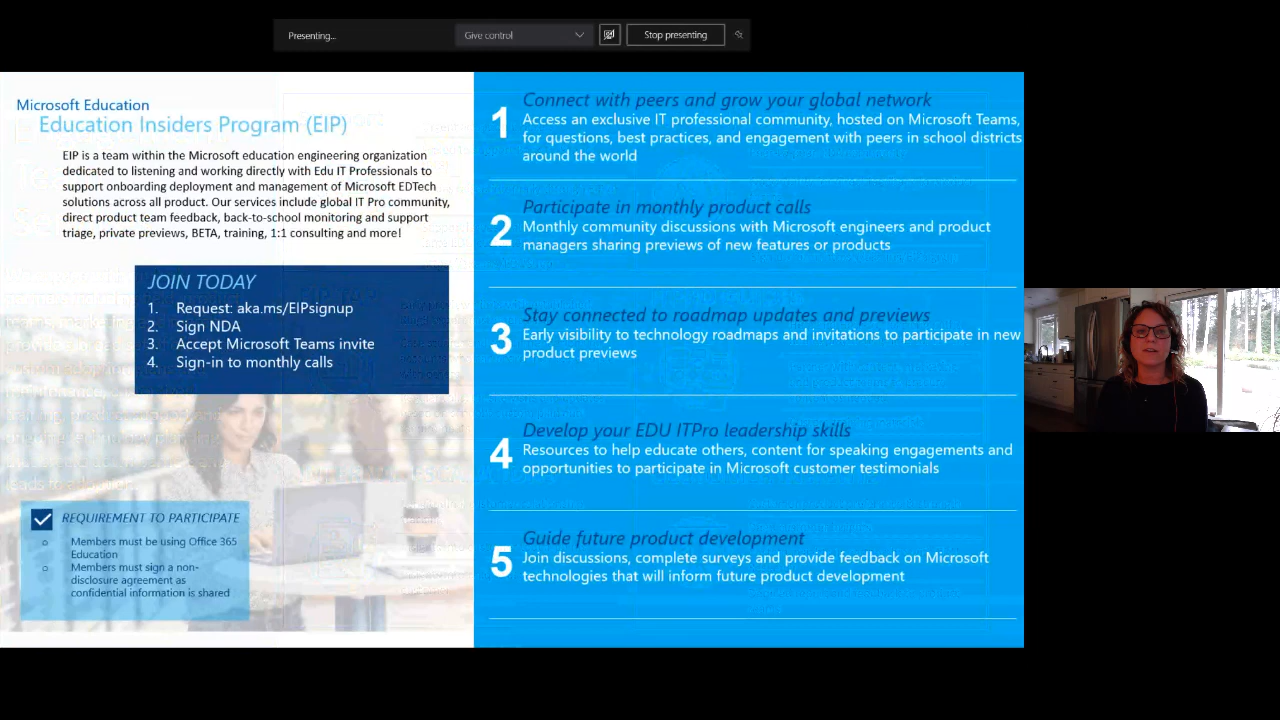 Presenting...
Give control
Stop presenting
Microsoft Education
Education Insiders Program (EIP)
EIP is a team within the Microsoft education engineering organization
dedicated to listening and working directly with Edu IT Professionals to
support onboarding deployment and management of Microsoft EDTech
solutions across all product. Our services include global IT Pro community,
direct product team feedback, back-to-school monitoring and support
triage, private previews, BETA, training, 1:1 consulting and more!
JOIN TODAY
1. Request: aka.ms/EIPsignup
2. Sign NDA
3. Accept Microsoft Teams invite
4. Sign-in to monthly calls
REQUIREMENT TO PARTICIPATE
o Members must be using Office 365
Education
o Members must sign a non-
disclosure agreement as
confidential information is shared
1
Connect with peers and grow your global network
Access an exclusive IT professional community, hosted on Microsoft Teams,
for questions, best practices, and engagement with peers in school districts
around the world
2
Participate in monthly product calls
Monthly community discussions with Microsoft engineers and product
managers sharing previews of new features or products
3
Stay connected to roadmap updates and previews
Early visibility to technology roadmaps and invitations to participate in new
product previews
4
Develop your EDU ITPro leadership skills
Resources to help educate others, content for speaking engagements and
opportunities to participate in Microsoft customer testimonials
5
Guide future product development
Join discussions, complete surveys and provide feedback on Microsoft
technologies that will inform future product development